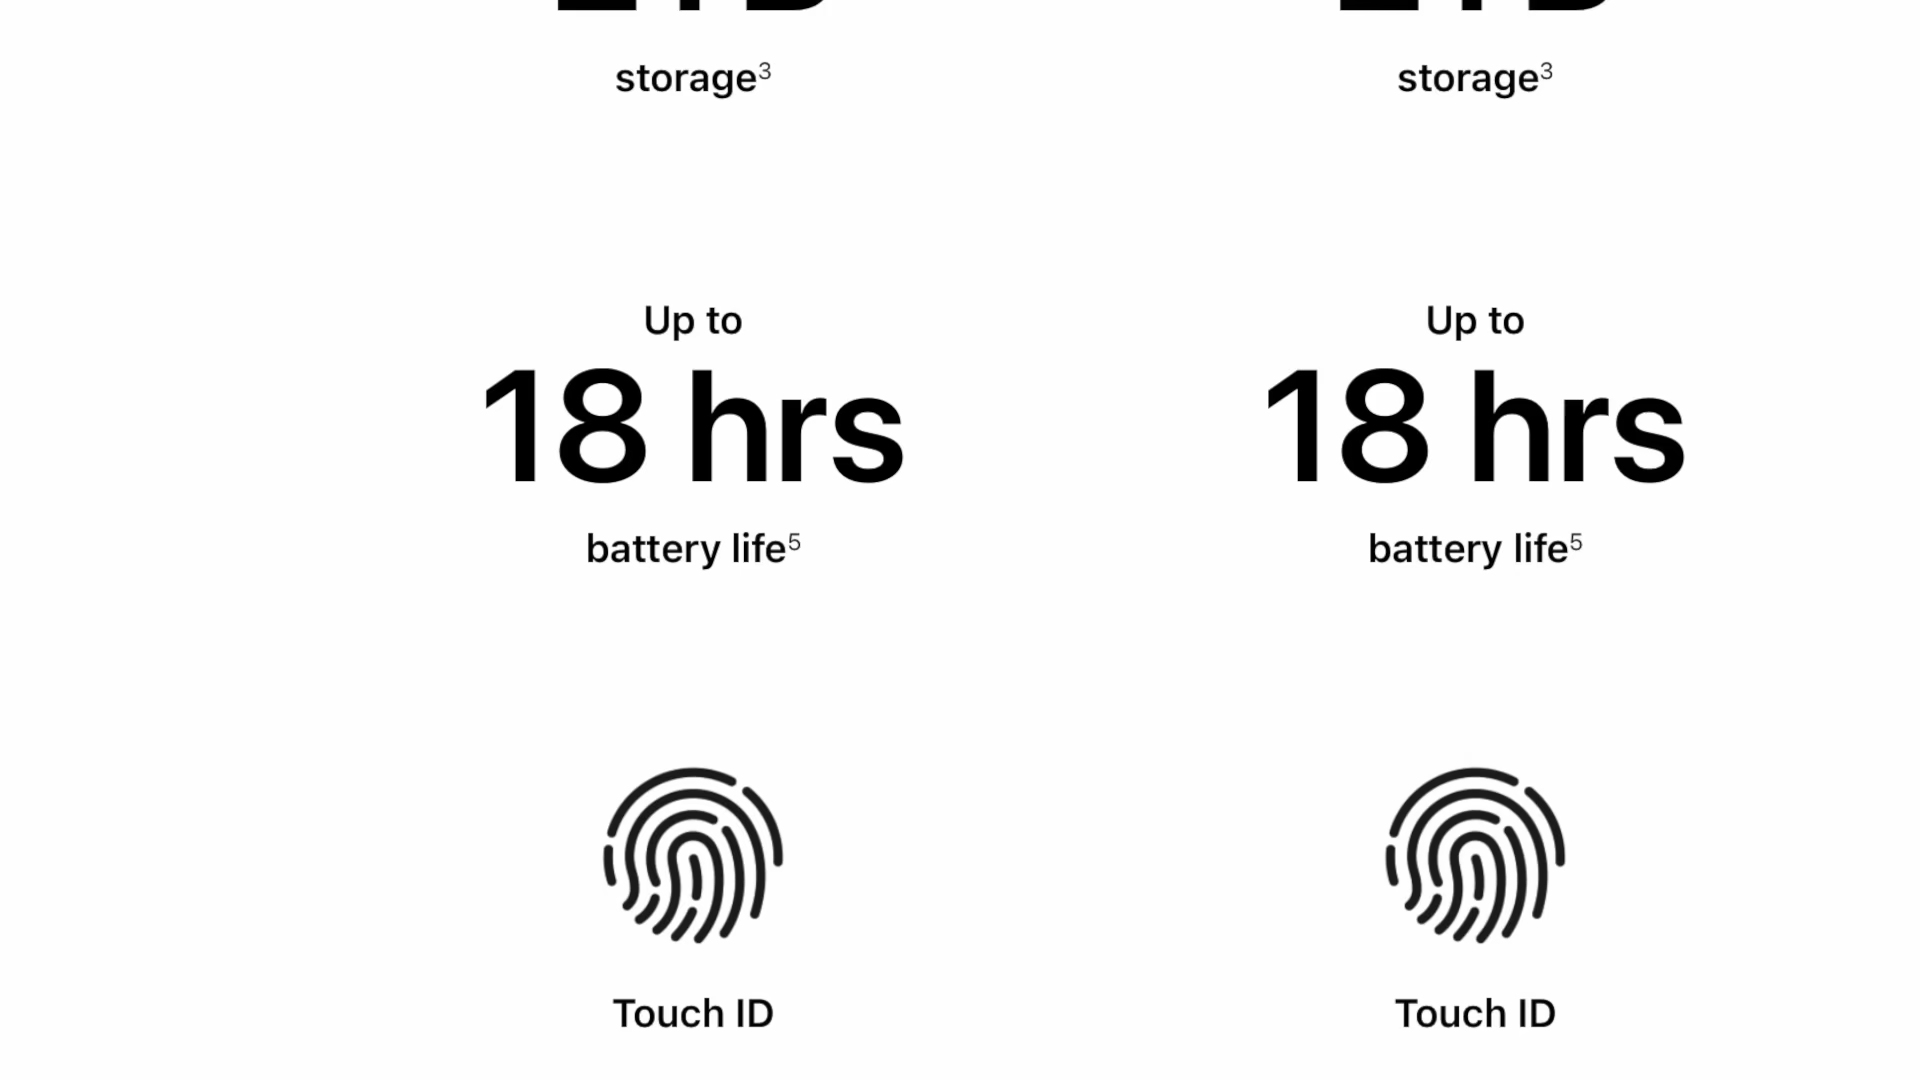 storage3 storage3
Up to Up to
18 hrs 18 hrs
battery life5 battery life5
Touch ID Touch ID